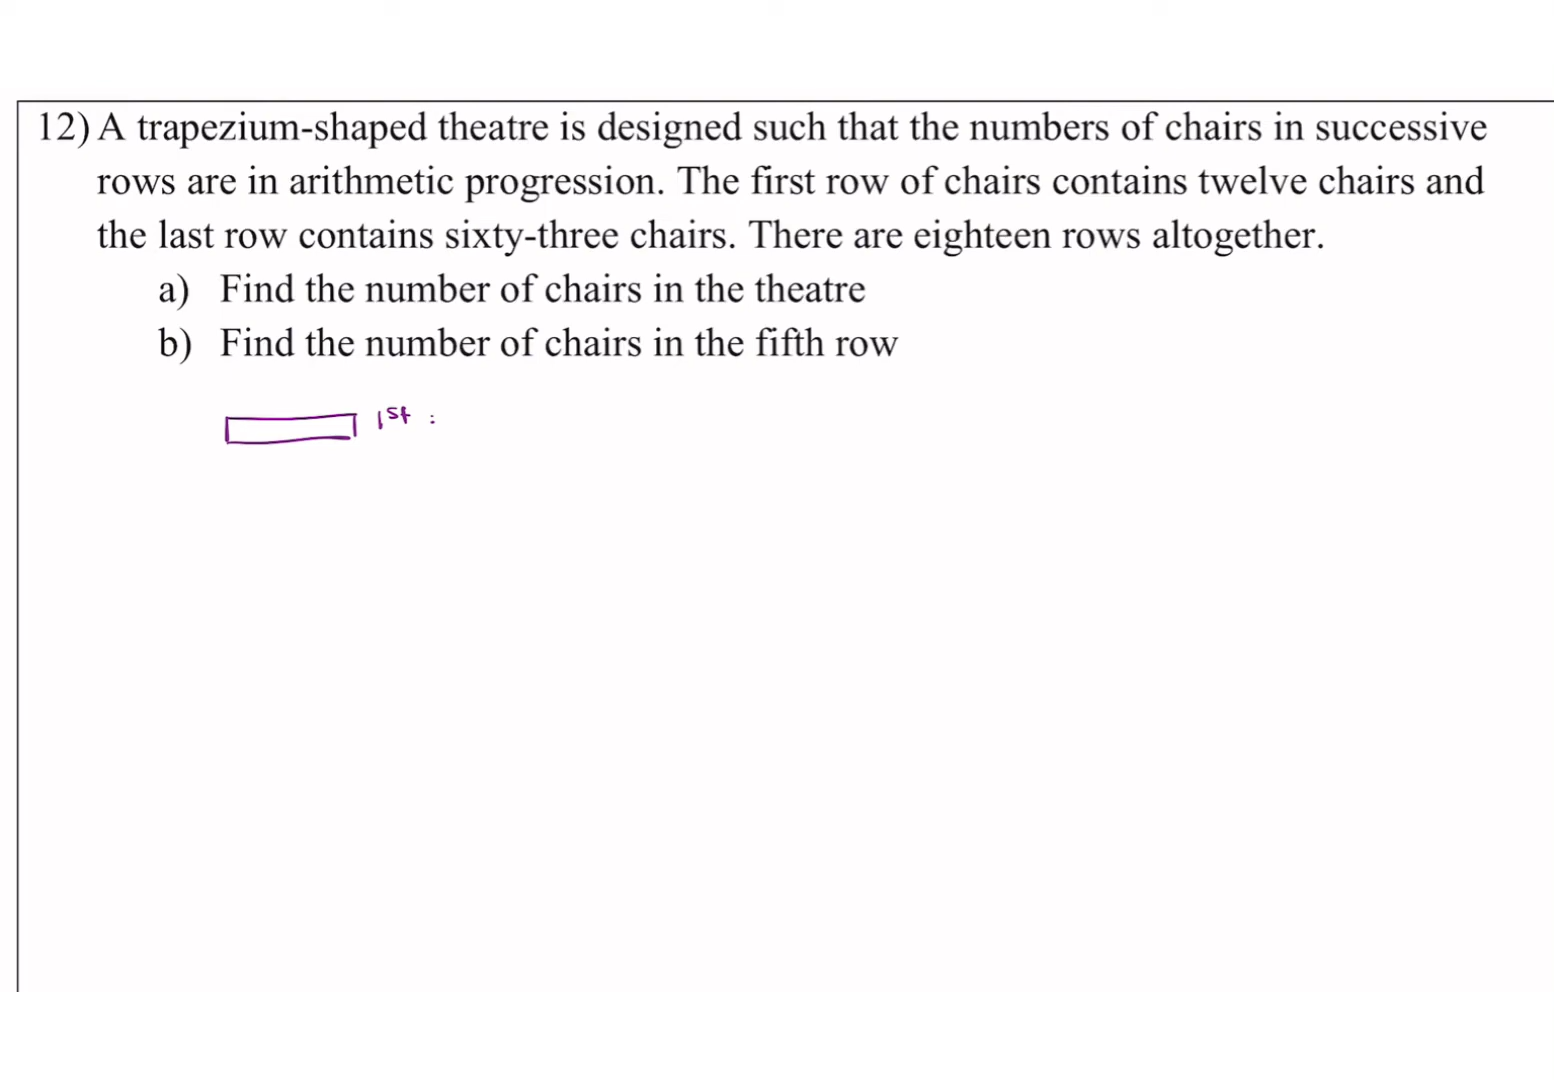 12) A trapezium-shaped theatre is designed such that the numbers of chairs in successive
rows are in arithmetic progression. The first row of chairs contains twelve chairs and
the last row contains sixty-three chairs. There are eighteen rows altogether.
a) Find the number of chairs in the theatre
b) Find the number of chairs in the fifth row
1st :